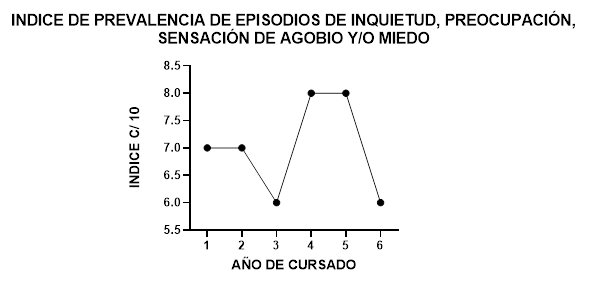 INDICE DE PREVALENCIA DE EPISODIOS DE INQUIETUD, PREOCUPACIÓN,
SENSACIÓN DE AGOBIO Y/O MIEDO
8.5
8.0
7.5
7.0
6.5
6.0
5.5
INDICE C/ 10
1 2 3 4 5 6
AÑO DE CURSADO